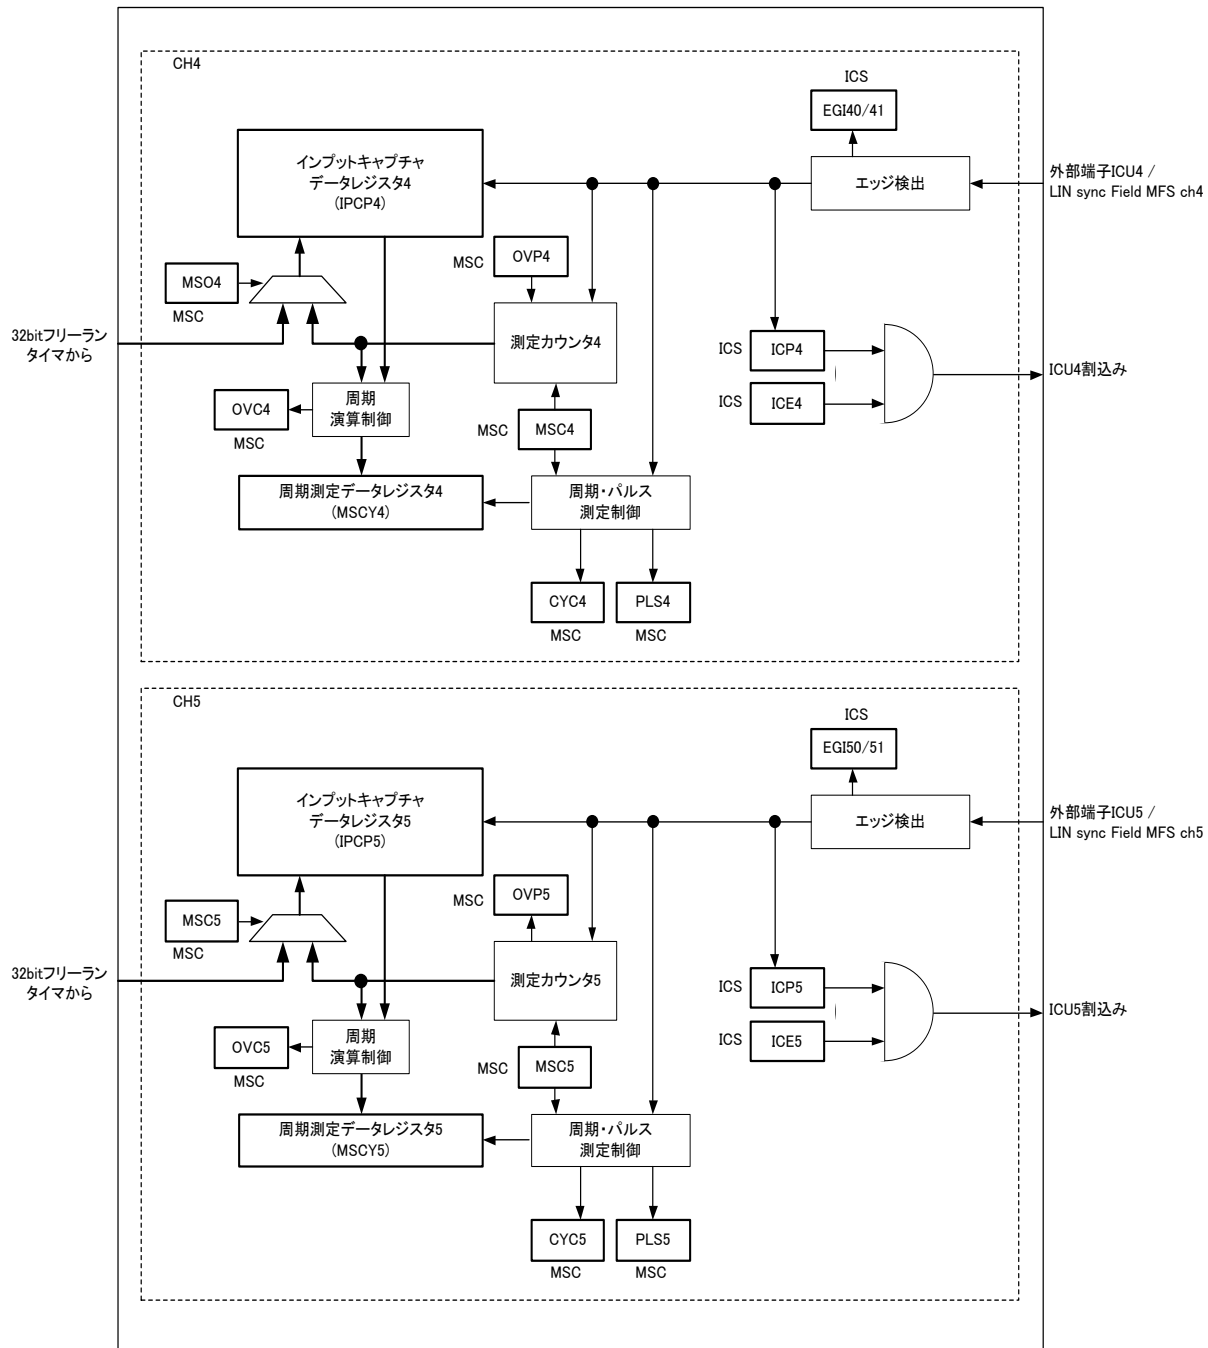 CH4
ICS
EGI40/41
インプットキャプチャ
データレジスタ4
(IPCP4)
エッジ検出
外部端子ICU4 /
LIN sync Field MFS ch4
MSC
OVP4
MSO4
MSC
32bitフリーラン
タイマから
測定カウンタ4
ICS
ICP4
ICU4割込み
周期
演算制御
OVC4
MSC
ICS
ICE4
MSC
MSC4
周期測定データレジスタ4
(MSCY4)
周期・パルス
測定制御
CYC4
PLS4
MSC
MSC
CH5
ICS
EGI50/51
インプットキャプチャ
データレジスタ5
(IPCP5)
エッジ検出
外部端子ICU5 /
LIN sync Field MFS ch5
MSC
OVP5
MSC5
MSC
32bitフリーラン
タイマから
測定カウンタ5
ICS
ICP5
ICU5割込み
周期
演算制御
OVC5
MSC
ICS
ICE5
MSC
MSC5
周期測定データレジスタ5
(MSCY5)
周期・パルス
測定制御
CYC5
PLS5
MSC
MSC